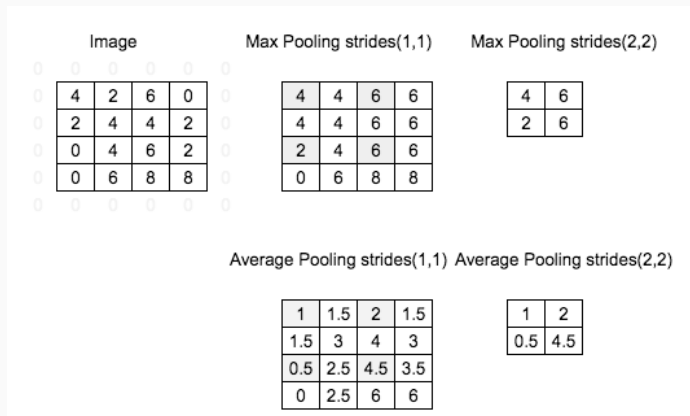 Image Max Pooling strides(1,1) Max Pooling strides(2,2)
0 0 0 0 0 0
0 4 2 6 0 0 4 4 6 6 4 6
0 2 4 4 2 0 4 4 6 6 2 6
0 0 4 6 2 0 2 4 6 6
0 0 6 8 8 0 0 6 8 8
0 0 0 0 0 0
Average Pooling strides(1,1) Average Pooling strides(2,2)
1 1.5 2 1.5 1 2
1.5 3 4 3 0.5 4.5
0.5 2.5 4.5 3.5
0 2.5 6 6